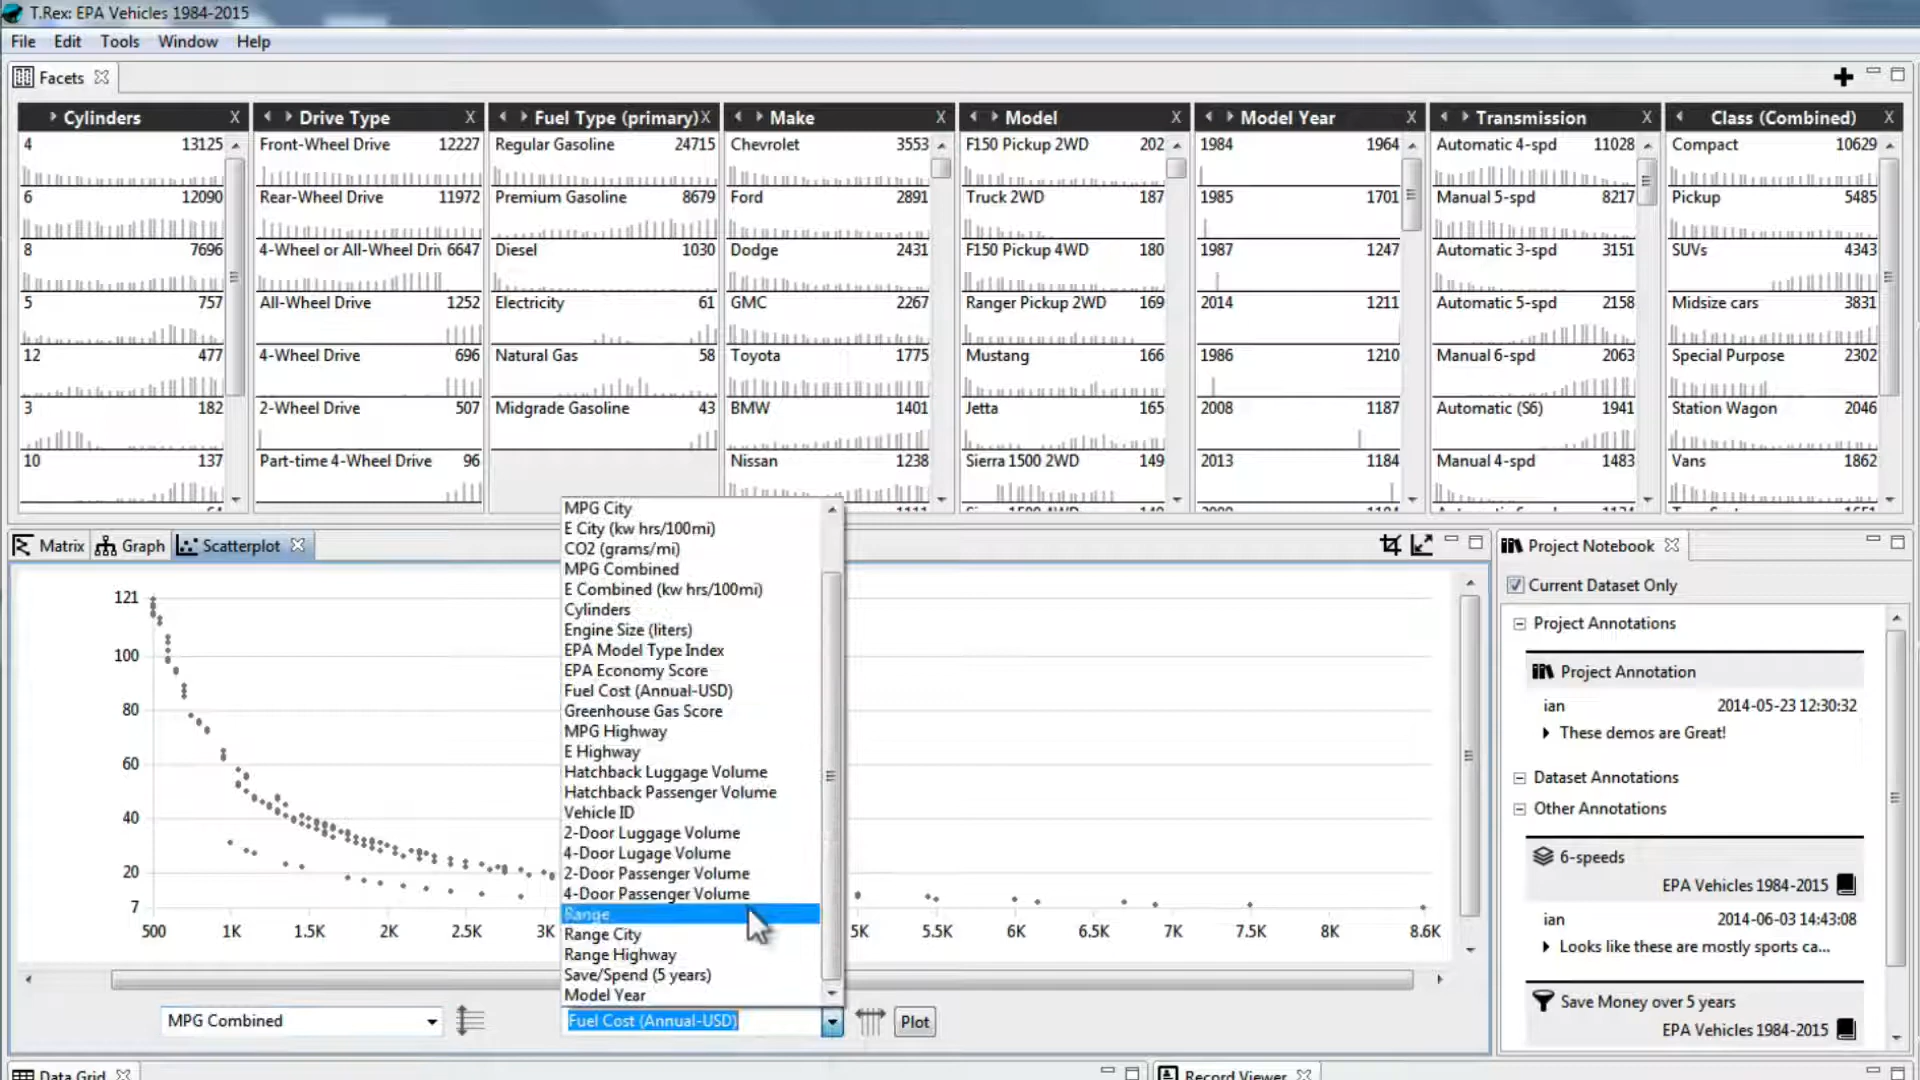 T.Rex: EPA Vehicles 1984-2015
File Edit Tools Window Help
Facets
Cylinders X Drive Type X Fuel Type (primary) X Make X Model X Model Year X Transmission X Class (Combined) X
4 13125 Front-Wheel Drive 12227 Regular Gasoline 24715 Chevrolet 3553 F150 Pickup 2WD 202 1984 1964 Automatic 4-spd 11028 Compact 10629
6 12090 Rear-Wheel Drive 11972 Premium Gasoline 8679 Ford 2891 Truck 2WD 187 1985 1701 Manual 5-spd 8217 Pickup 5485
8 7696 4-Wheel or All-Wheel Driv 6647 Diesel 1030 Dodge 2431 F150 Pickup 4WD 180 1987 1247 Automatic 3-spd 3151 SUVs 4343
5 757 All-Wheel Drive 1252 Electricity 61 GMC 2267 Ranger Pickup 2WD 169 2014 1211 Automatic 5-spd 2158 Midsize cars 3831
12 477 4-Wheel Drive 696 Natural Gas 58 Toyota 1775 Mustang 166 1986 1210 Manual 6-spd 2063 Special Purpose 2302
3 182 2-Wheel Drive 507 Midgrade Gasoline 43 BMW 1401 Jetta 165 2008 1187 Automatic (S6) 1941 Station Wagon 2046
10 137 Part-time 4-Wheel Drive 96 Nissan 1238 Sierra 1500 2WD 149 2013 1184 Manual 4-spd 1483 Vans 1862
Matrix Graph Scatterplot
121
100
80
60
40
20
7
500 1K 1.5K 2K 2.5K 3K 5K 5.5K 6K 6.5K 7K 7.5K 8K 8.6K
MPG City
E City (kw hrs/100mi)
CO2 (grams/mi)
MPG Combined
E Combined (kw hrs/100mi)
Cylinders
Engine Size (liters)
EPA Model Type Index
EPA Economy Score
Fuel Cost (Annual-USD)
Greenhouse Gas Score
MPG Highway
E Highway
Hatchback Luggage Volume
Hatchback Passenger Volume
Vehicle ID
2-Door Luggage Volume
4-Door Lugage Volume
2-Door Passenger Volume
4-Door Passenger Volume
Range
Range City
Range Highway
Save/Spend (5 years)
Model Year
MPG Combined Fuel Cost (Annual-USD) Plot
Project Notebook
Current Dataset Only
Project Annotations
Project Annotation
ian 2014-05-23 12:30:32
These demos are Great!
Dataset Annotations
Other Annotations
6-speeds
EPA Vehicles 1984-2015
ian 2014-06-03 14:43:08
Looks like these are mostly sports ca...
Save Money over 5 years
EPA Vehicles 1984-2015
Data Grid Record Viewer